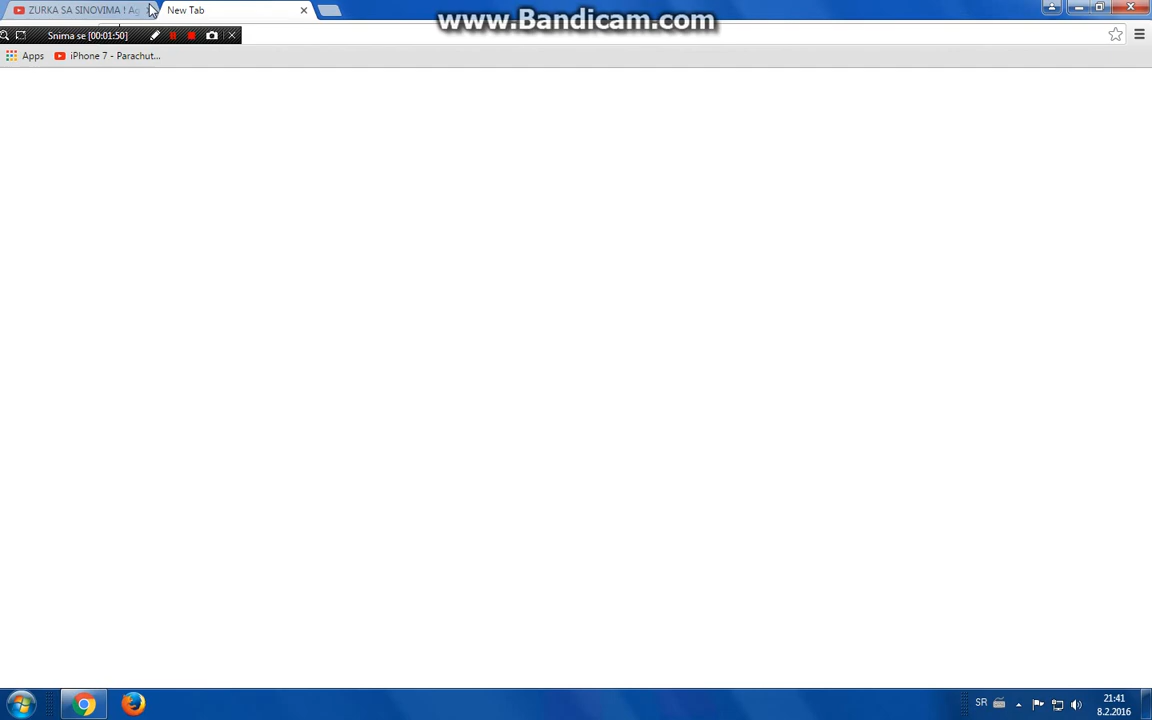 ZURKA SA SINOVIMA ! Ag
New Tab
www.Bandicam.com
Snima se [00:01:50]
Apps
iPhone 7 - Parachut...
SR
21:41
8.2.2016